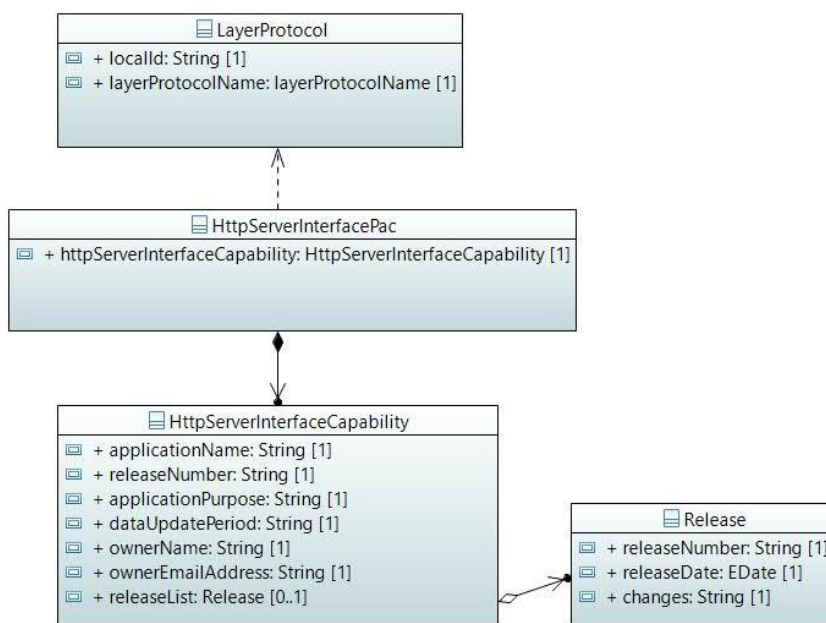 LayerProtocol
+ localId: String [1]
+ layerProtocolName: layerProtocolName [1]
HttpServerInterfacePac
+ httpServerInterfaceCapability: HttpServerInterfaceCapability [1]
HttpServerInterfaceCapability
+ applicationName: String [1]
+ releaseNumber: String [1]
+ applicationPurpose: String [1]
+ dataUpdatePeriod: String [1]
+ ownerName: String [1]
+ ownerEmailAddress: String [1]
+ releaseList: Release [0..1]
Release
+ releaseNumber: String [1]
+ releaseDate: EDate [1]
+ changes: String [1]